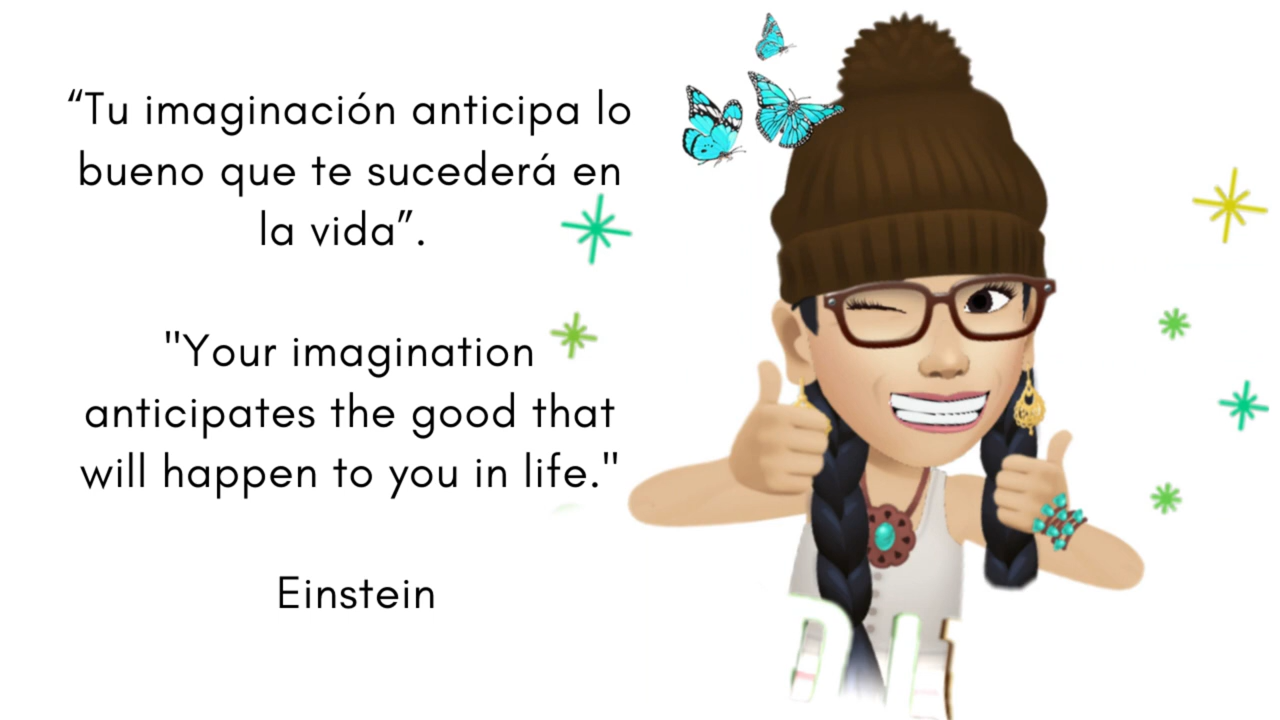 “Tu imaginación anticipa lo
bueno que te sucederá en
la vida”.
"Your imagination
anticipates the good that
will happen to you in life."
Einstein